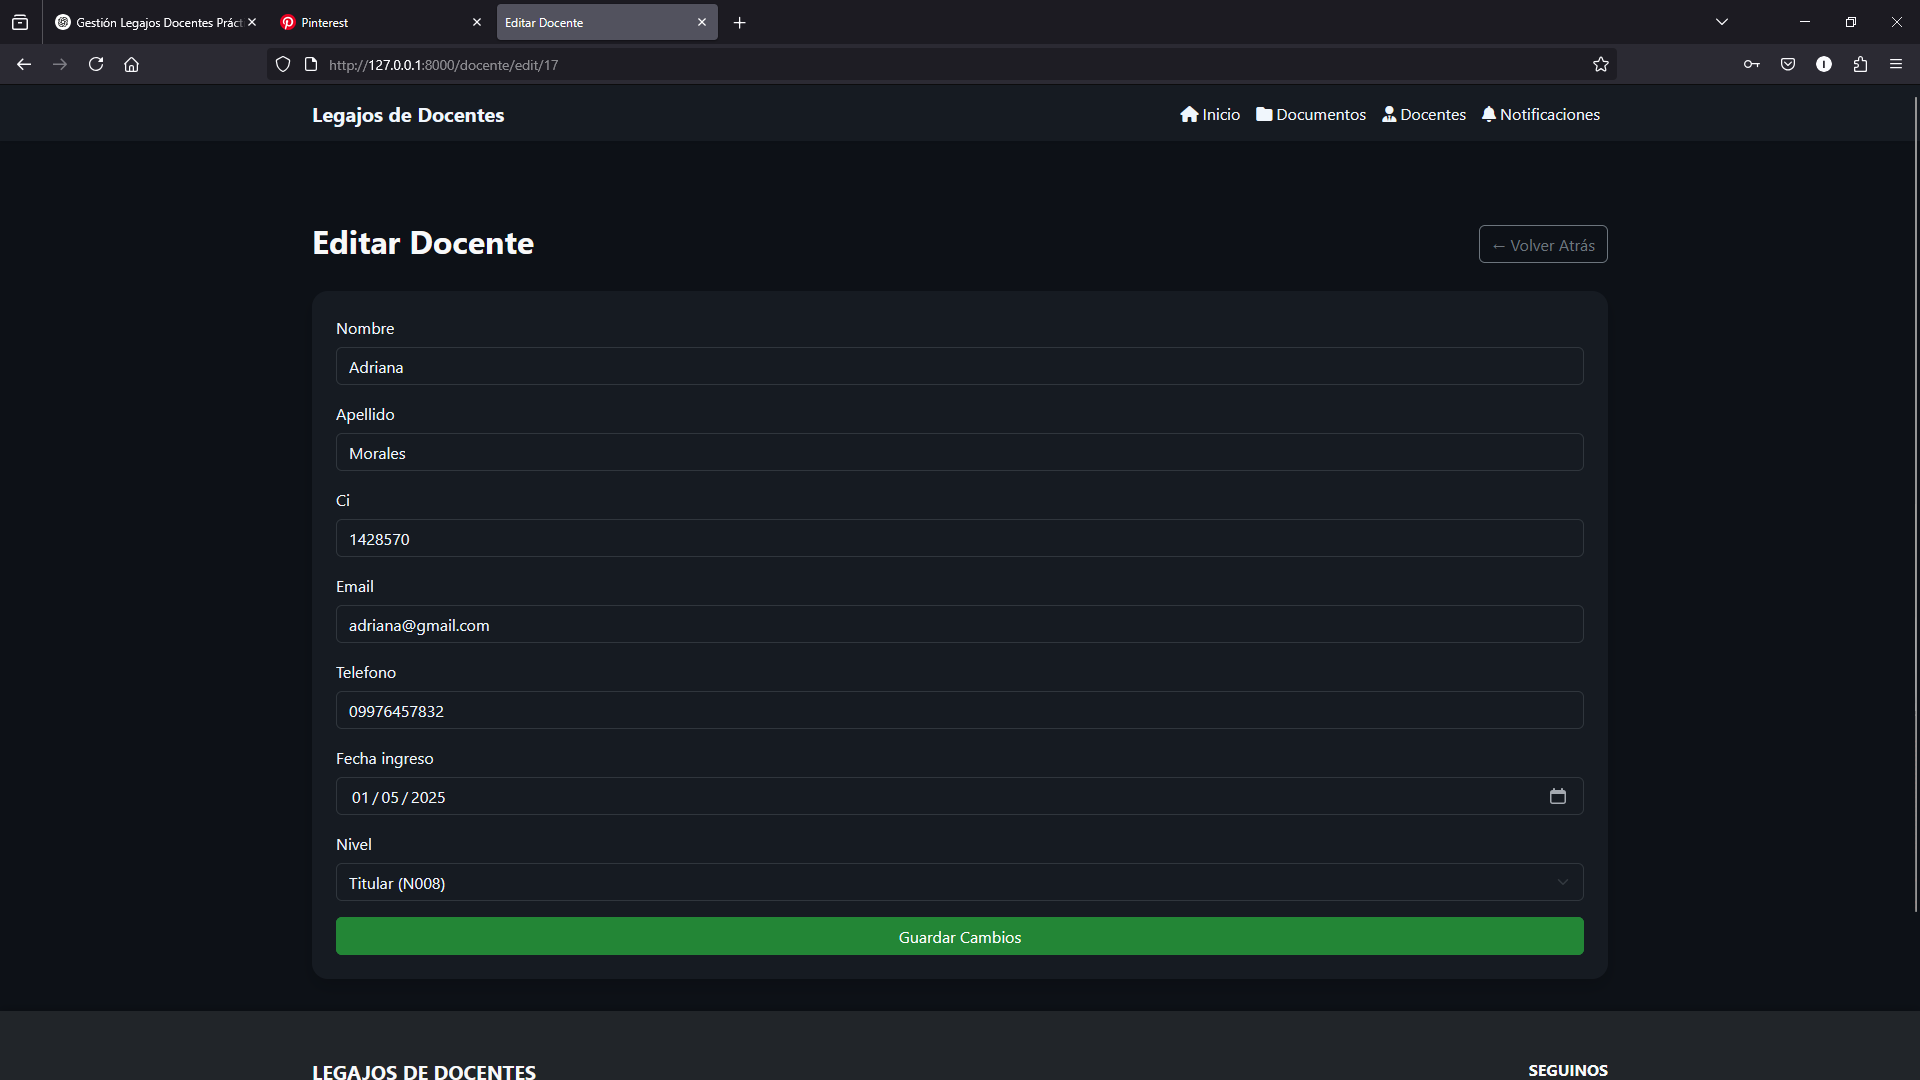 Gestión Legajos Docentes Práct
Pinterest
Editar Docente
http://127.0.0.1:8000/docente/edit/17
Legajos de Docentes
Inicio
Documentos
Docentes
Notificaciones
Editar Docente
← Volver Atrás
Nombre
Adriana
Apellido
Morales
Ci
1428570
Email
adriana@gmail.com
Telefono
09976457832
Fecha ingreso
01/05/2025
Nivel
Titular (N008)
Guardar Cambios
LEGAJOS DE DOCENTES
SEGUINOS